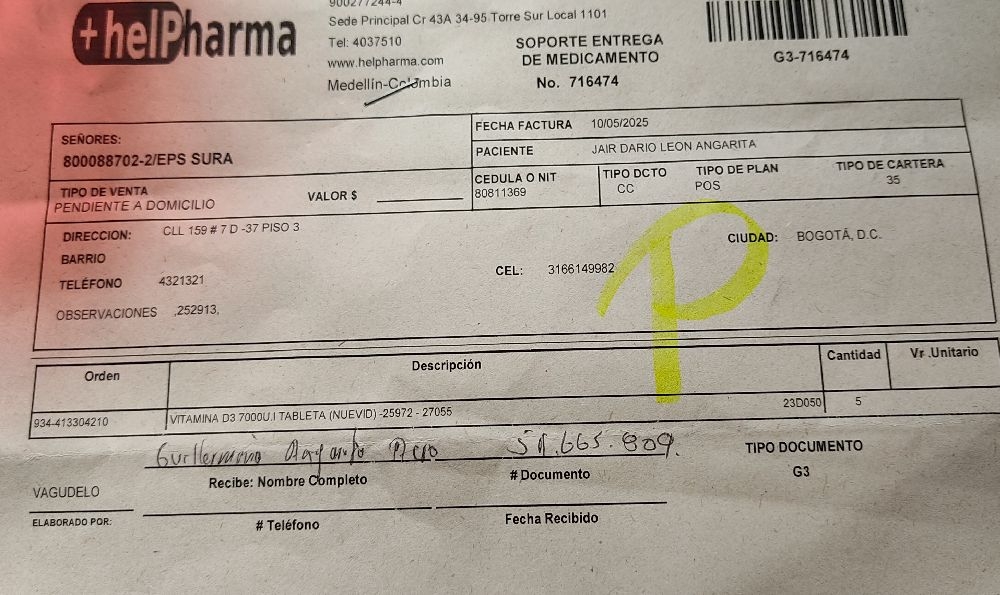 900277244-4
+helPharma
Sede Principal Cr 43A 34-95 Torre Sur Local 1101
Tel: 4037510
www.helpharma.com
Medellín-Colombia
SOPORTE ENTREGA
DE MEDICAMENTO
No. 716474
G3-716474
SEÑORES:
800088702-2/EPS SURA
FECHA FACTURA 10/05/2025
PACIENTE JAIR DARIO LEON ANGARITA
TIPO DE VENTA
PENDIENTE A DOMICILIO
VALOR $
CEDULA O NIT
80811369
TIPO DCTO
CC
TIPO DE PLAN
POS
TIPO DE CARTERA
35
DIRECCION: CLL 159 # 7 D -37 PISO 3
CIUDAD: BOGOTÁ, D.C.
BARRIO
TELÉFONO 4321321
CEL: 3166149982
OBSERVACIONES ,252913,
P
Orden Descripción Cantidad Vr .Unitario
934-413304210 VITAMINA D3 7000U.I TABLETA (NUEVID) -25972 - 27055 23D050 5
51.665.809.
Recibe: Nombre Completo # Documento
TIPO DOCUMENTO
G3
VAGUDELO
ELABORADO POR:
# Teléfono Fecha Recibido